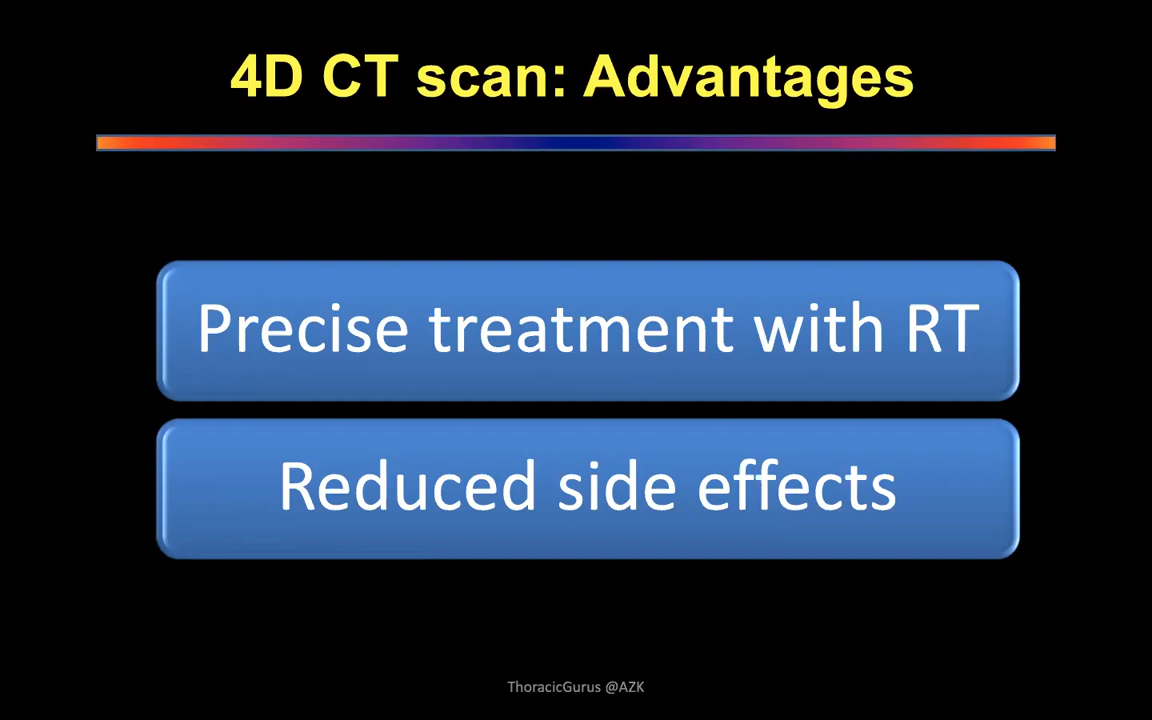 4D CT scan: Advantages
Precise treatment with RT
Reduced side effects
ThoracicGurus @AZK